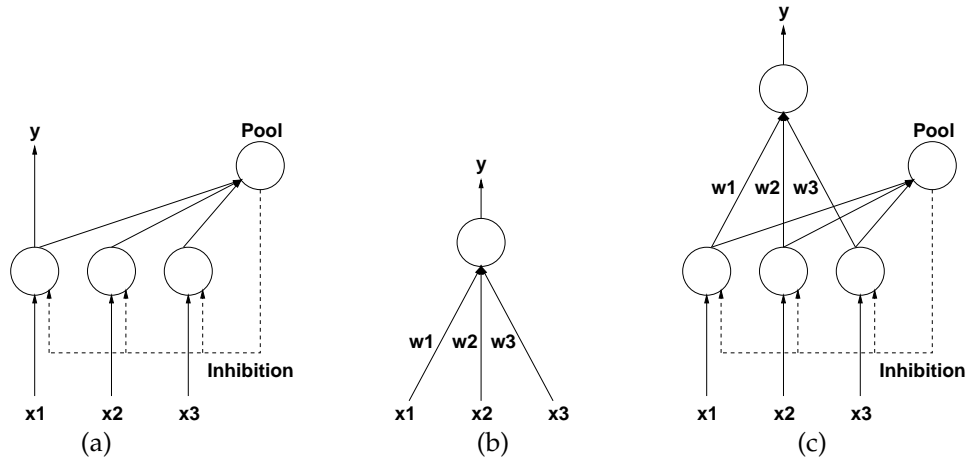 y
Pool
Inhibition
x1 x2 x3
(a)
y
w1 w2 w3
x1 x2 x3
(b)
y
Pool
w1 w2 w3
Inhibition
x1 x2 x3
(c)